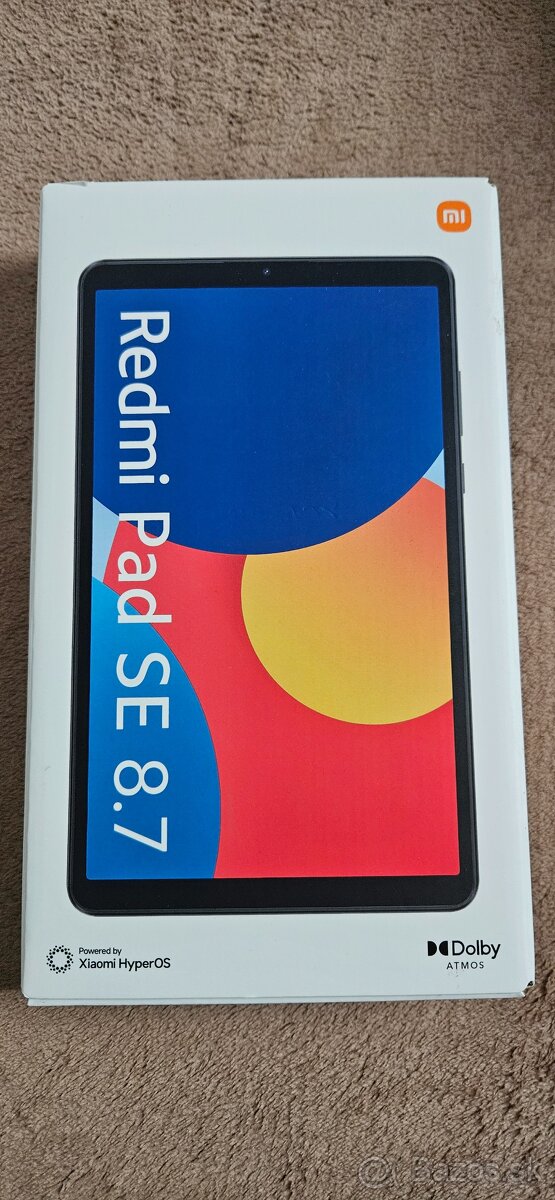 mi
Redmi Pad SE 8.7
Powered by
Xiaomi HyperOS
Dolby
ATMOS
Bazos.sk